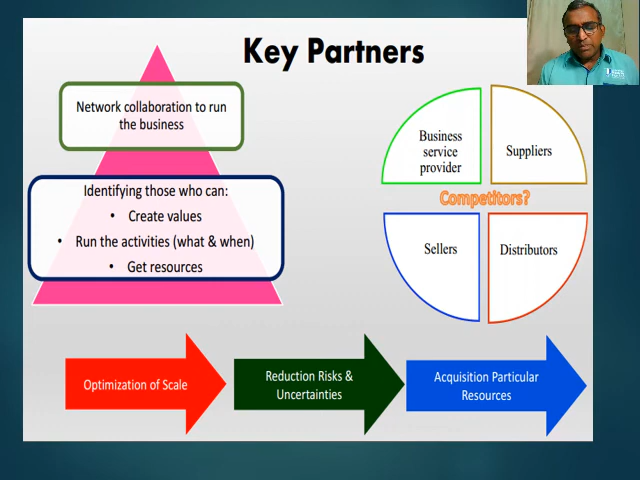 Key Partners
Network collaboration to run
the business
Identifying those who can:
• Create values
• Run the activities (what & when)
• Get resources
Business
service
provider
Suppliers
Competitors?
Sellers
Distributors
Optimization of Scale
Reduction Risks &
Uncertainties
Acquisition Particular
Resources